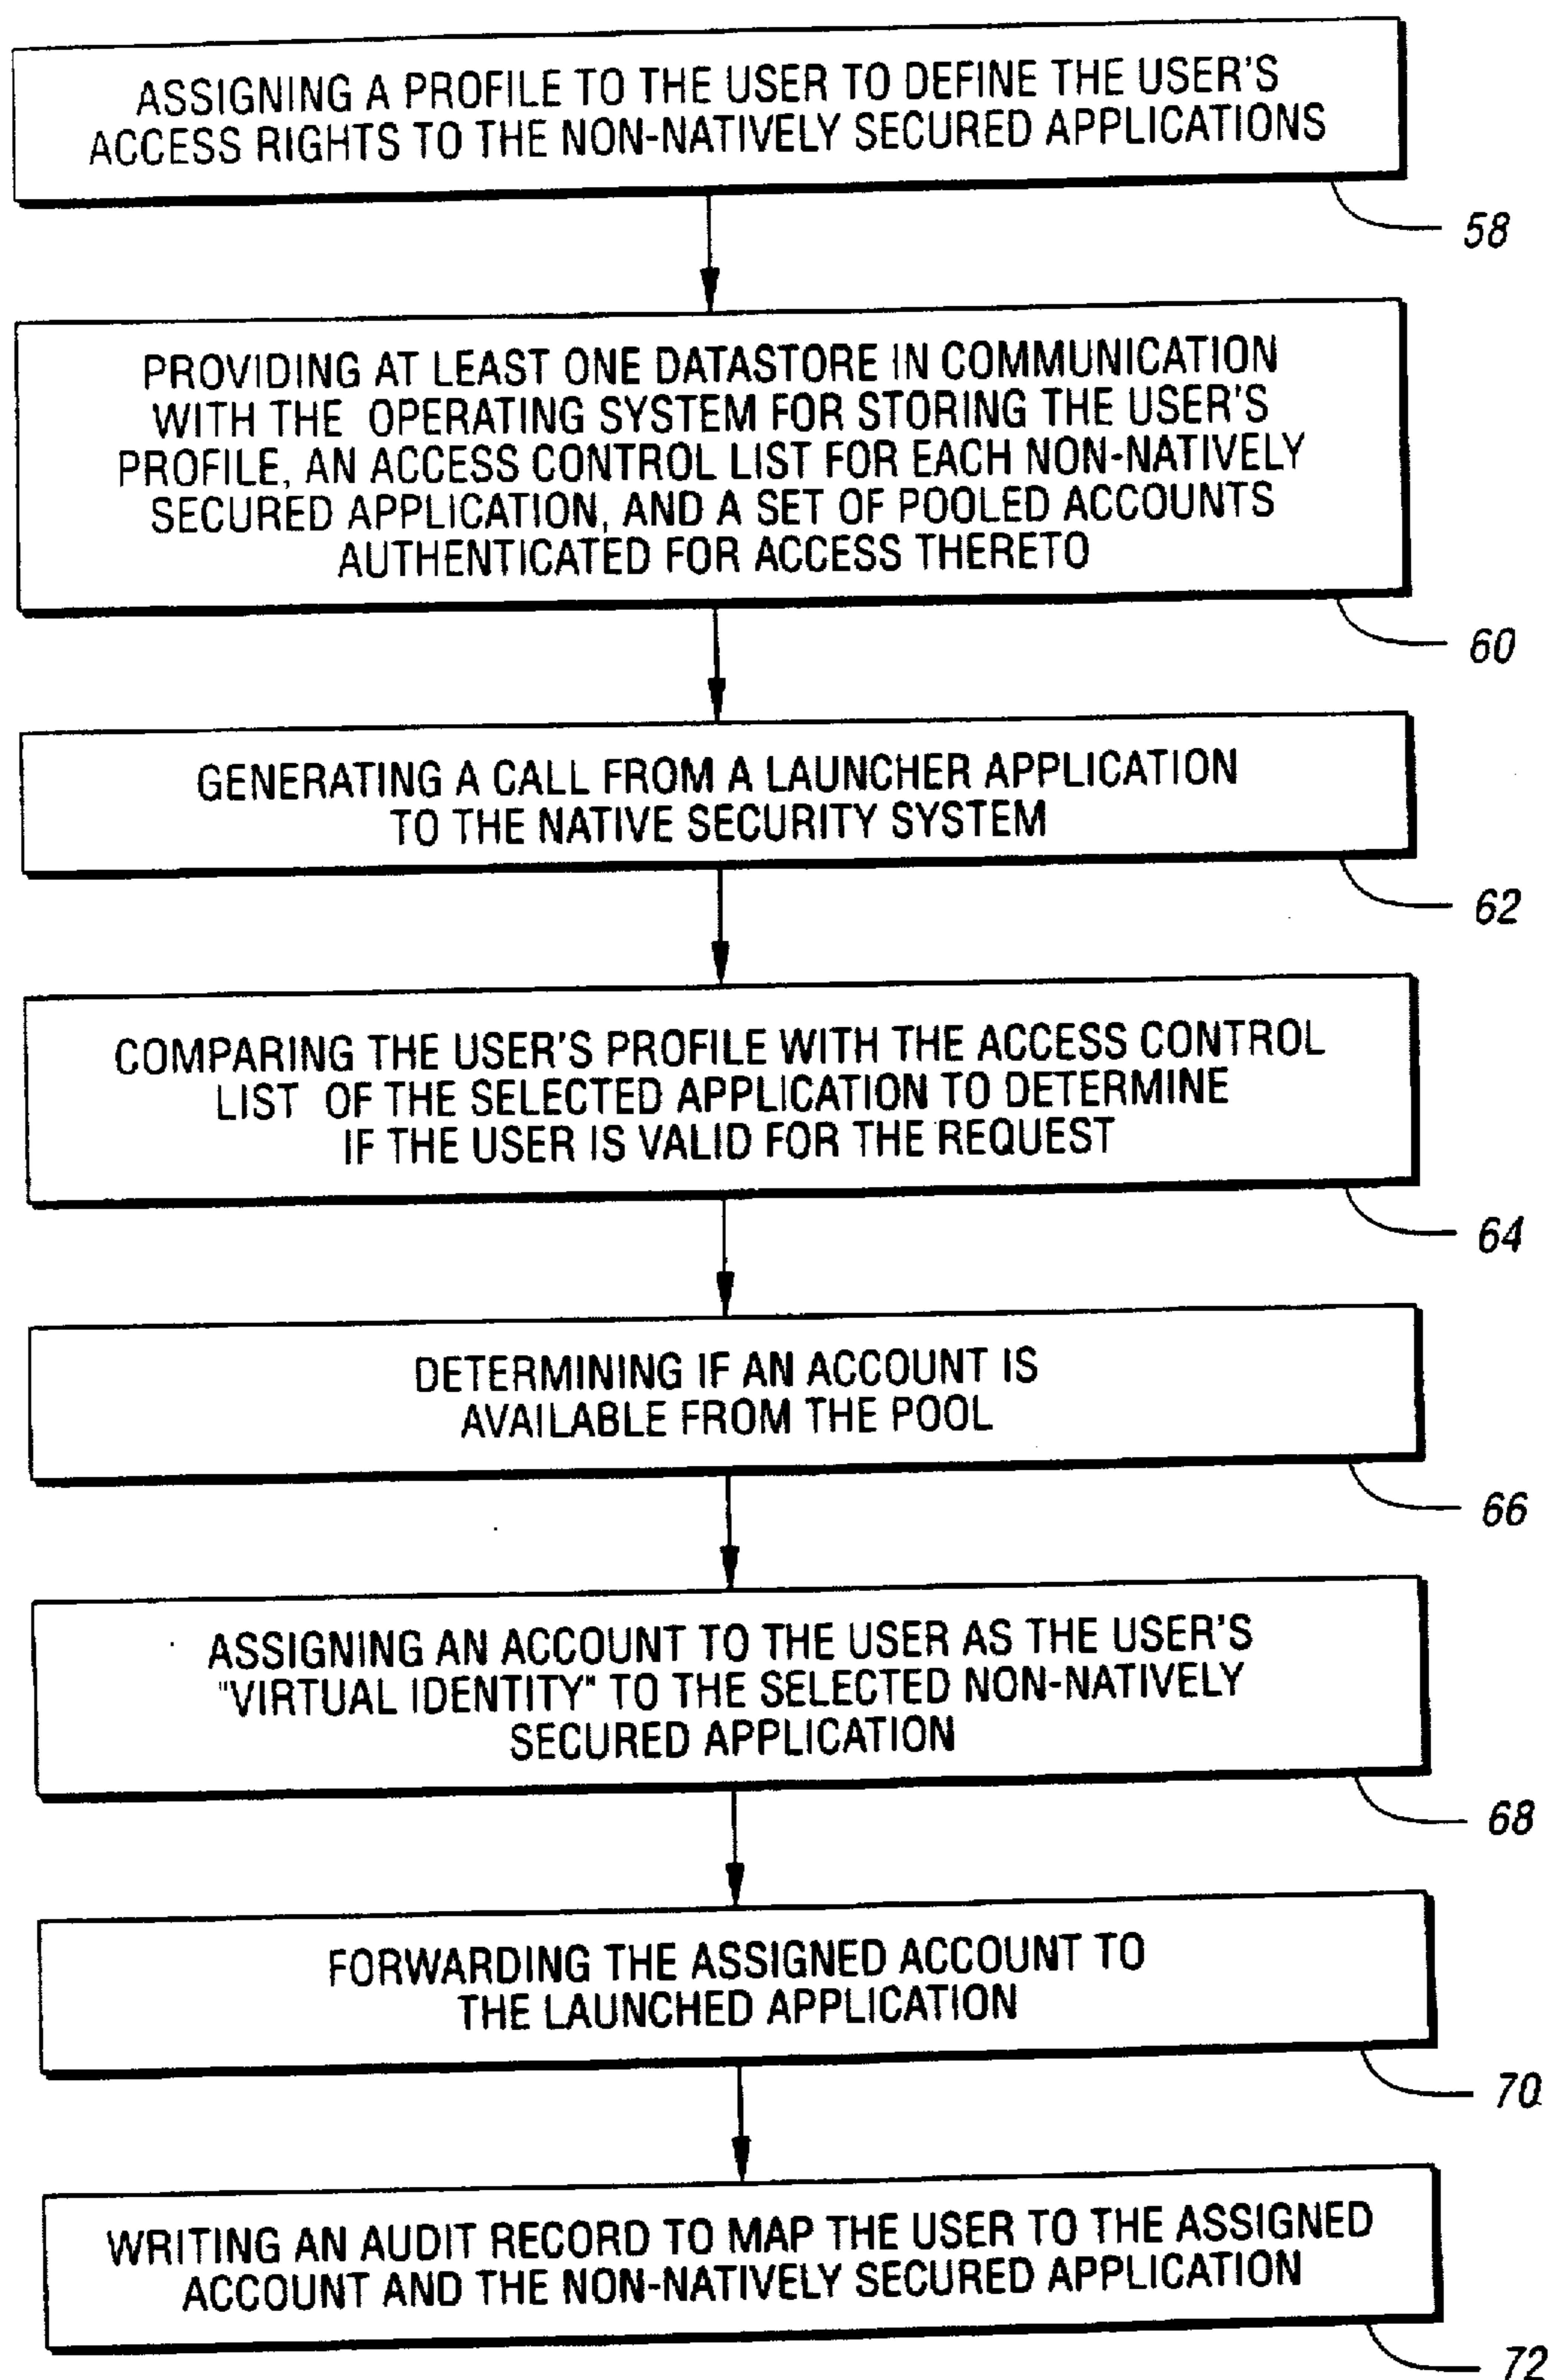 ASSIGNING A PROFILE TO THE USER TO DEFINE THE USER'S
ACCESS RIGHTS TO THE NON-NATIVELY SECURED APPLICATIONS
58
PROVIDING AT LEAST ONE DATASTORE IN COMMUNICATION
WITH THE OPERATING SYSTEM FOR STORING THE USER'S
PROFILE, AN ACCESS CONTROL LIST FOR EACH NON-NATIVELY
SECURED APPLICATION, AND A SET OF POOLED ACCOUNTS
AUTHENTICATED FOR ACCESS THERETO
60
GENERATING A CALL FROM A LAUNCHER APPLICATION
TO THE NATIVE SECURITY SYSTEM
62
COMPARING THE USER'S PROFILE WITH THE ACCESS CONTROL
LIST OF THE SELECTED APPLICATION TO DETERMINE
IF THE USER IS VALID FOR THE REQUEST
64
DETERMINING IF AN ACCOUNT IS
AVAILABLE FROM THE POOL
66
ASSIGNING AN ACCOUNT TO THE USER AS THE USER'S
"VIRTUAL IDENTITY" TO THE SELECTED NON-NATIVELY
SECURED APPLICATION
68
FORWARDING THE ASSIGNED ACCOUNT TO
THE LAUNCHED APPLICATION
70
WRITING AN AUDIT RECORD TO MAP THE USER TO THE ASSIGNED
ACCOUNT AND THE NON-NATIVELY SECURED APPLICATION
72